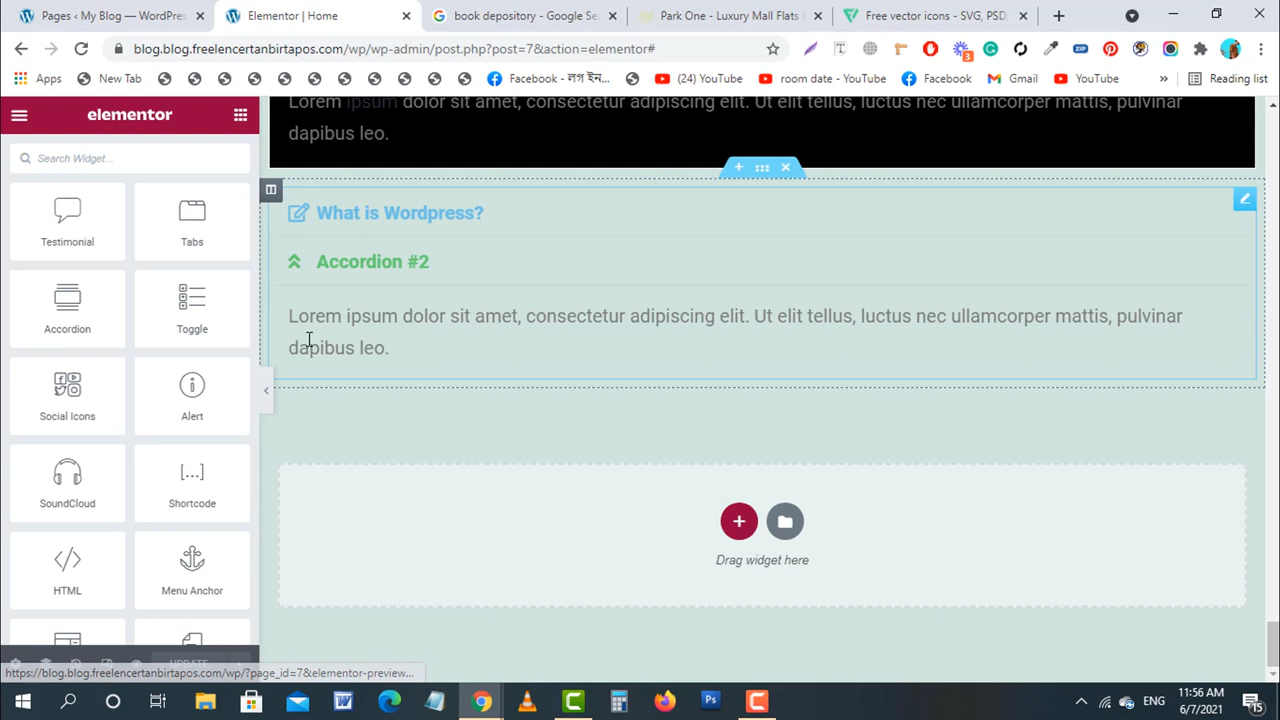 Pages ‹ My Blog — WordPres
Elementor | Home
book depository - Google Se
Park One - Luxury Mall Flats
Free vector icons - SVG, PSD,
blog.blog.freelencertanbirtapos.com/wp/wp-admin/post.php?post=7&action=elementor#
Apps
New Tab
Facebook - লগ ইন...
(24) YouTube
room date - YouTube
Facebook
Gmail
YouTube
»
Reading list
elementor
Search Widget...
Testimonial
Tabs
Accordion
Toggle
Social Icons
Alert
SoundCloud
Shortcode
HTML
Menu Anchor
UPDATE
Lorem ipsum dolor sit amet, consectetur adipiscing elit. Ut elit tellus, luctus nec ullamcorper mattis, pulvinar
dapibus leo.
What is Wordpress?
Accordion #2
Lorem ipsum dolor sit amet, consectetur adipiscing elit. Ut elit tellus, luctus nec ullamcorper mattis, pulvinar
dapibus leo.
Drag widget here
https://blog.blog.freelencertanbirtapos.com/wp/?page_id=7&elementor-preview...
ENG
11:56 AM
6/7/2021
15